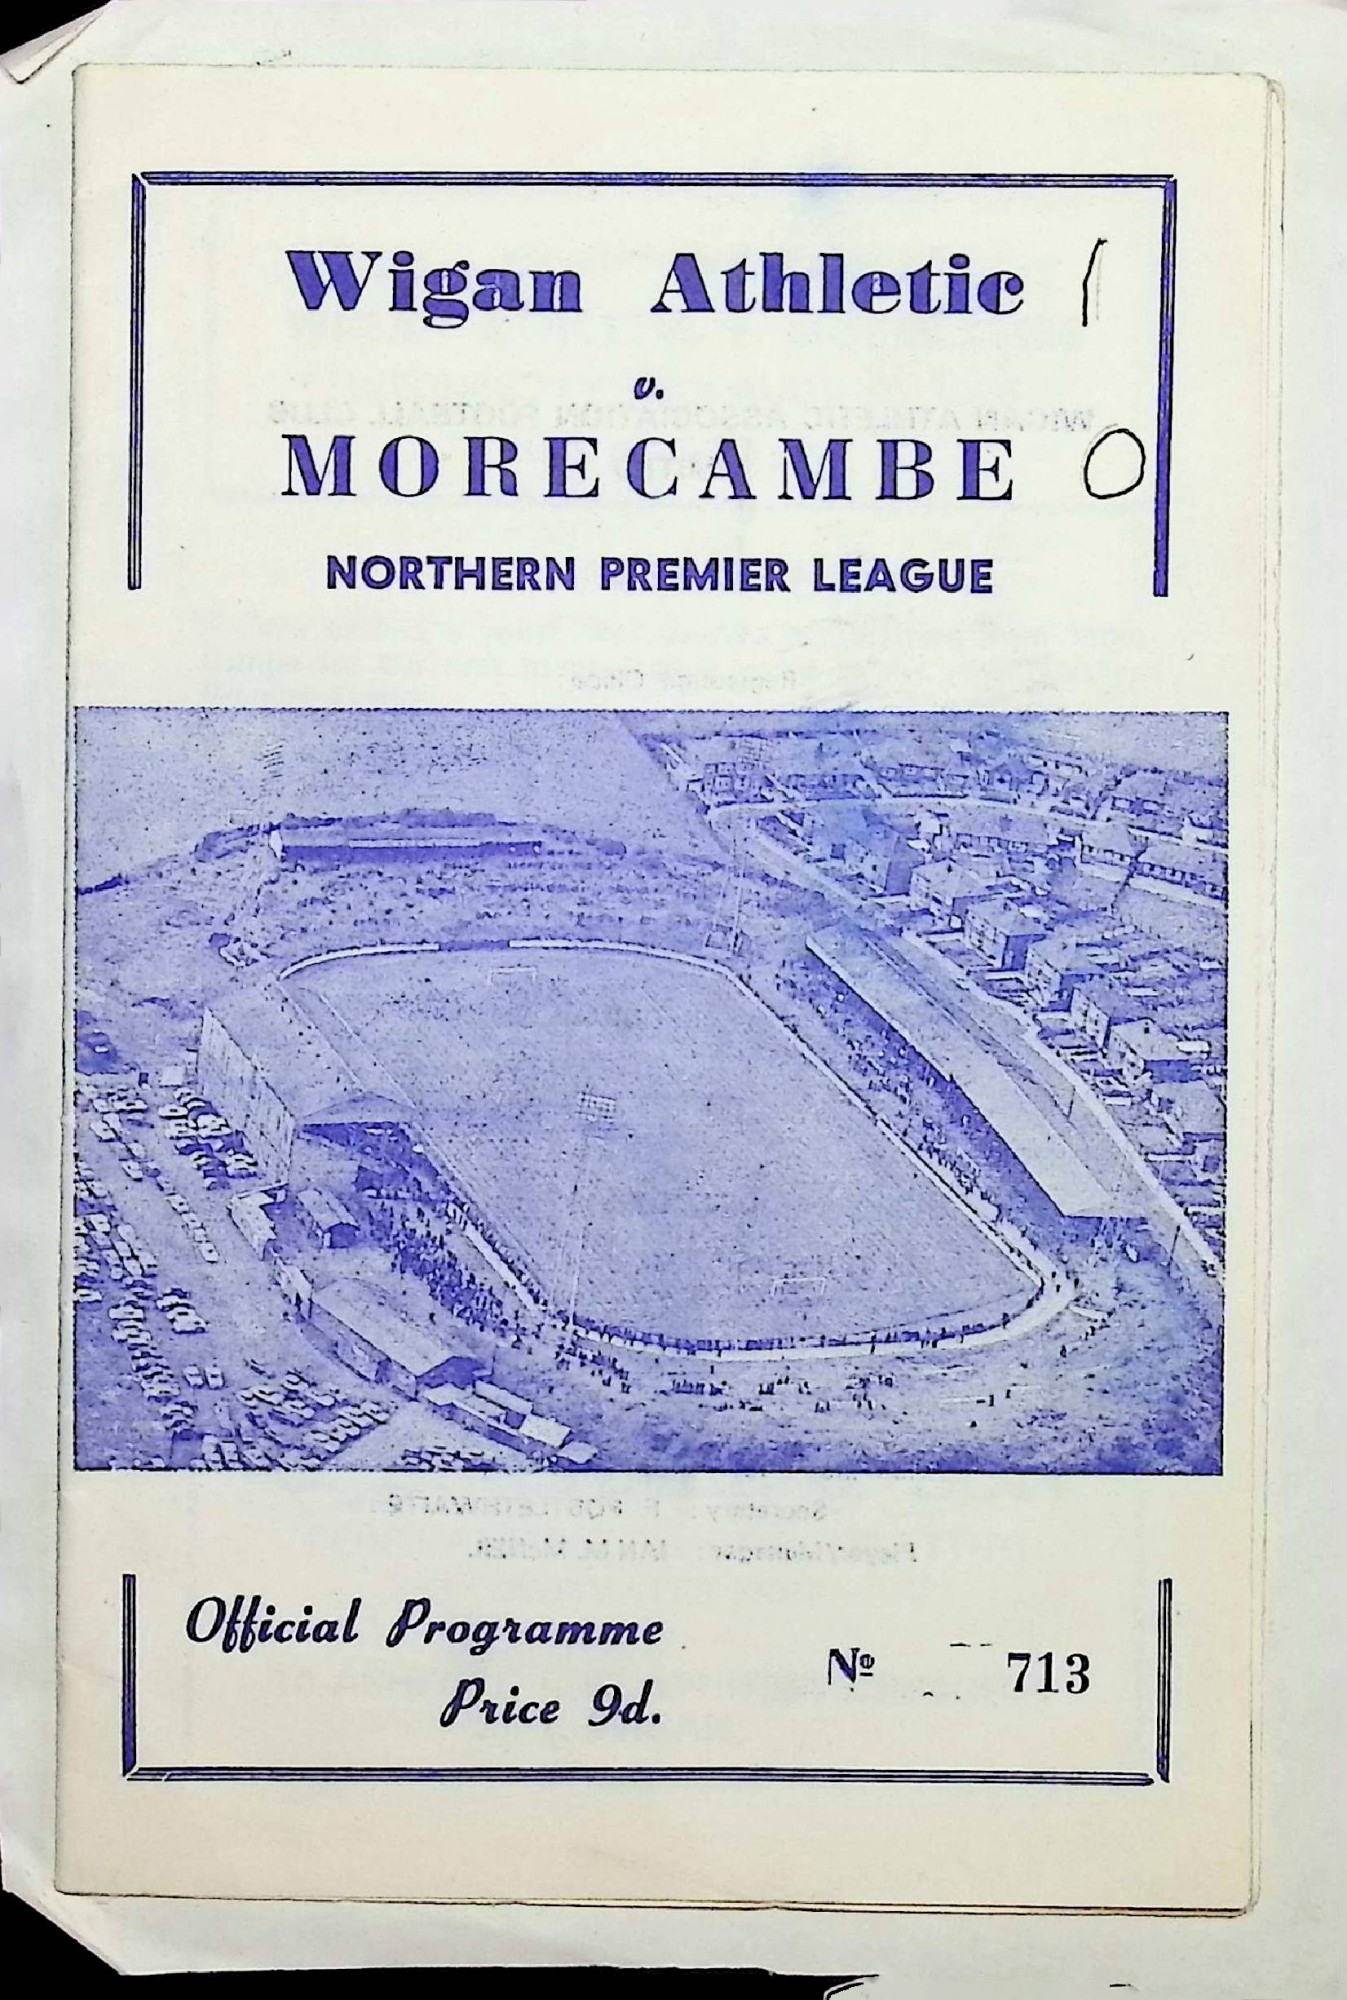 Wigan Athletic 1
v.
MORECAMBE 0
NORTHERN PREMIER LEAGUE
Official Programme
Price 9d.
Nº 713